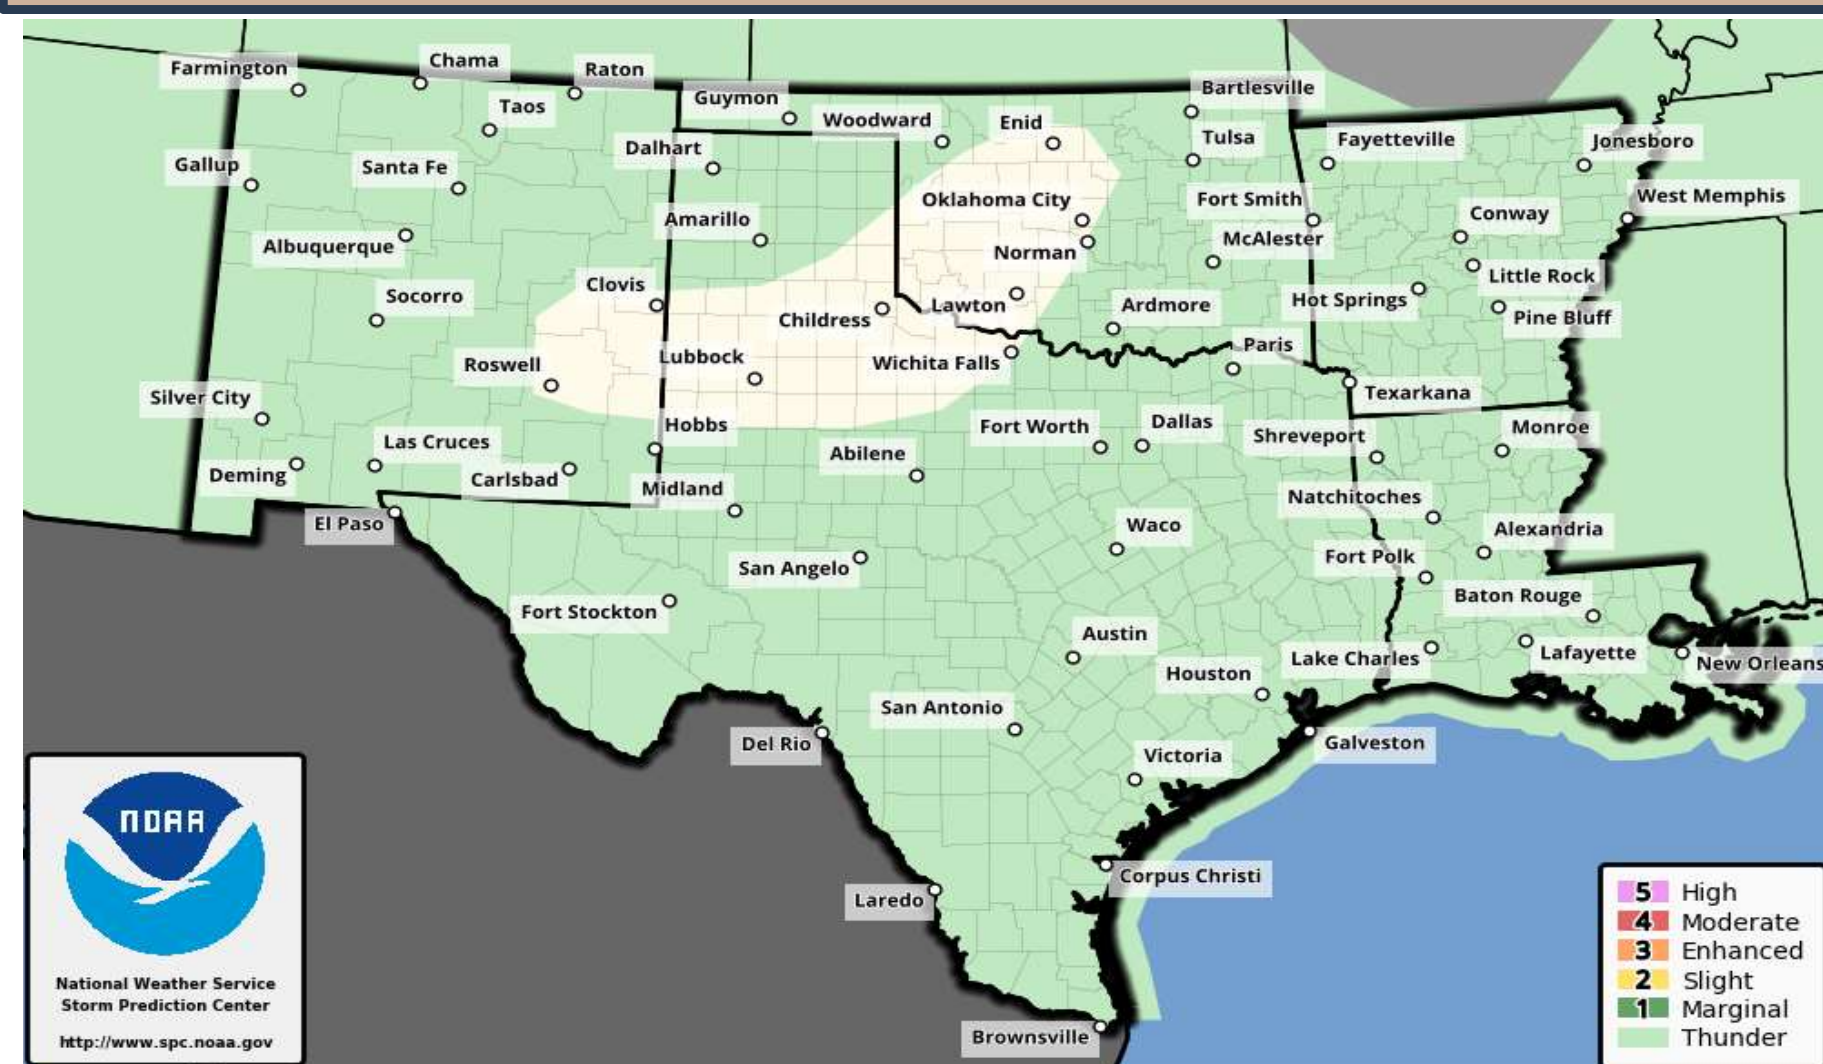 Farmington
Chama
Raton
Taos
Guymon
Woodward
Enid
Bartlesville
Tulsa
Fayetteville
Jonesboro
Gallup
Santa Fe
Dalhart
Oklahoma City
Fort Smith
West Memphis
Conway
Albuquerque
Amarillo
Norman
McAlester
Little Rock
Socorro
Clovis
Childress
Lawton
Ardmore
Hot Springs
Pine Bluff
Roswell
Lubbock
Wichita Falls
Paris
Texarkana
Silver City
Hobbs
Fort Worth
Dallas
Shreveport
Monroe
Las Cruces
Deming
Carlsbad
Midland
Abilene
Natchitoches
El Paso
San Angelo
Waco
Alexandria
Fort Polk
Fort Stockton
Baton Rouge
Austin
Lake Charles
Lafayette
New Orleans
Houston
San Antonio
Del Rio
Galveston
Victoria
Corpus Christi
Laredo
Brownsville
NOAA
National Weather Service
Storm Prediction Center
http://www.spc.noaa.gov
5 High
4 Moderate
3 Enhanced
2 Slight
1 Marginal
Thunder